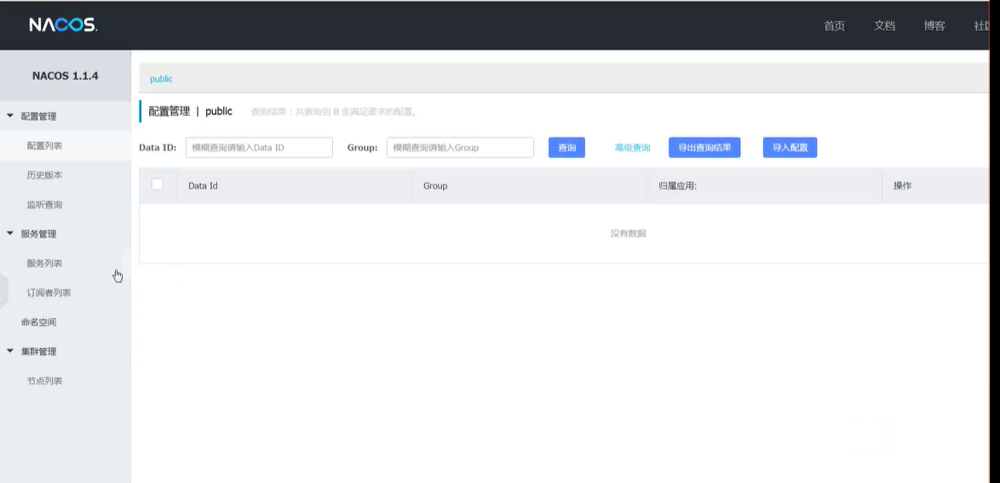 NACOS.
首页 文档 博客
NACOS 1.1.4
配置管理
配置列表
历史版本
监听查询
服务管理
服务列表
订阅者列表
命名空间
集群管理
节点列表
public
配置管理 | public 查询结果：共查询到 0 条满足要求的配置。
Data ID: 模糊查询请输入Data ID Group: 模糊查询请输入Group 查询 高级查询 导出查询结果 导入配置
Data Id Group 归属应用: 操作
没有数据